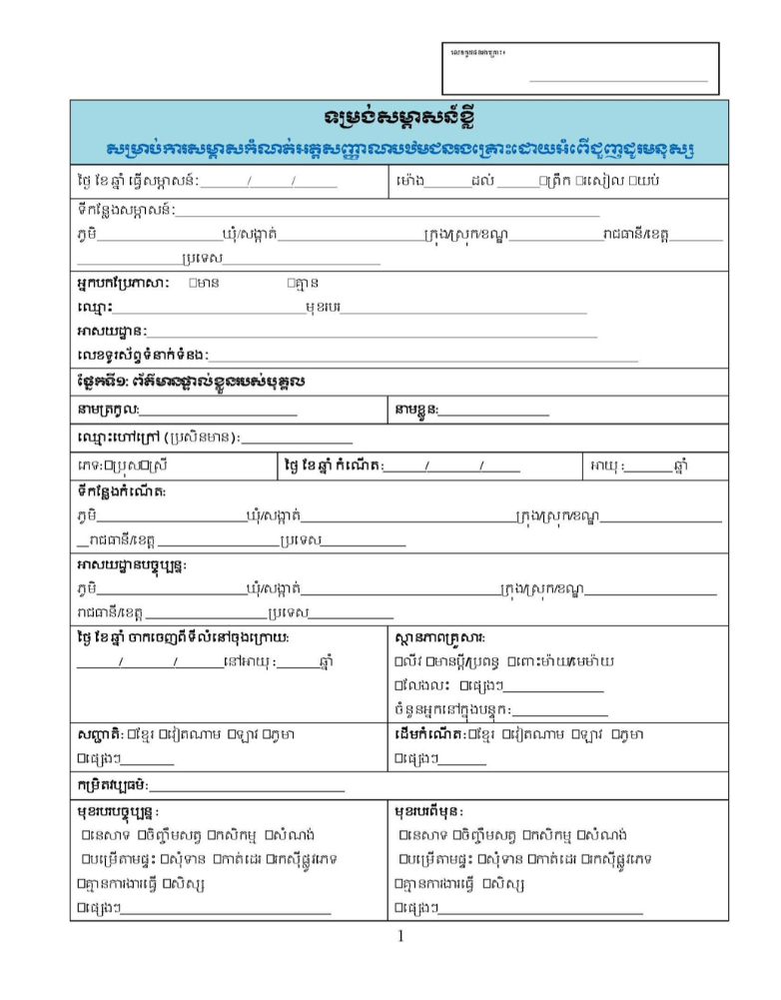 លេខកូដជនរងគ្រោះ៖
____________________
ទម្រង់សម្ភាសន៍ខ្លី
សម្រាប់ការសម្ភាសកំណត់អត្តសញ្ញាណបឋមជនរងគ្រោះដោយអំពើជួញដូរមនុស្ស
ថ្ងៃ ខែ ឆ្នាំ ធ្វើសម្ភាសន៍:_______/______/______ ម៉ោង_______ដល់ ______□ព្រឹក □រសៀល □យប់
ទីកន្លែងសម្ភាសន៍:____________________
ភូមិ____________________ឃុំ/សង្កាត់____________________ក្រុង/ស្រុក/ខណ្ឌ_______________រាជធានី/ខេត្ត________
_______________ប្រទេស____________________
អ្នកបកប្រែភាសា: □មាន □គ្មាន
ឈ្មោះ____________________មុខរបរ____________________
អាសយដ្ឋាន:____________________
លេខទូរស័ព្ទទំនាក់ទំនង:____________________
ផ្នែកទី១: ព័ត៌មានផ្ទាល់ខ្លួនរបស់បុគ្គល
នាមត្រកូល:____________________ នាមខ្លួន:_______________
ឈ្មោះហៅក្រៅ (ប្រសិនមាន):_______________
ភេទ:□ប្រុស□ស្រី ថ្ងៃ ខែ ឆ្នាំ កំណើត:______/_______/_____ អាយុ :_______ឆ្នាំ
ទីកន្លែងកំណើត:
ភូមិ____________________ឃុំ/សង្កាត់____________________ក្រុង/ស្រុក/ខណ្ឌ_______________
__រាជធានី/ខេត្ត _______________ប្រទេស____________
អាសយដ្ឋានបច្ចុប្បន្ន:
ភូមិ____________________ឃុំ/សង្កាត់____________________ក្រុង/ស្រុក/ខណ្ឌ____________________
រាជធានី/ខេត្ត _______________ប្រទេស____________
ថ្ងៃ ខែ ឆ្នាំ ចាកចេញពីទីលំនៅចុងក្រោយ: ស្ថានភាពគ្រួសារ:
______/_______/_______នៅអាយុ :______ឆ្នាំ □លីវ □មានប្តី/ប្រពន្ធ □ពោះម៉ាយ/មេម៉ាយ
□លែងលះ □ផ្សេងៗ_______________
ចំនួនអ្នកនៅក្នុងបន្ទុក:_______________
សញ្ជាតិ: □ខ្មែរ □វៀតណាម □ឡាវ □ភូមា ដើមកំណើត:□ខ្មែរ □វៀតណាម □ឡាវ □ភូមា
□ផ្សេងៗ________ □ផ្សេងៗ_______
កម្រិតវប្បធម៌:____________________
មុខរបរបច្ចុប្បន្ន: មុខរបរពីមុន:
□នេសាទ □ចិញ្ចឹមសត្វ □កសិកម្ម □សំណង់ □នេសាទ □ចិញ្ចឹមសត្វ □កសិកម្ម □សំណង់
□បម្រើតាមផ្ទះ □សុំទាន □កាត់ដេរ □រកស៊ីផ្លូវភេទ □បម្រើតាមផ្ទះ □សុំទាន □កាត់ដេរ □រកស៊ីផ្លូវភេទ
□គ្មានការងារធ្វើ □សិស្ស □គ្មានការងារធ្វើ □សិស្ស
□ផ្សេងៗ____________________ □ផ្សេងៗ____________________
1